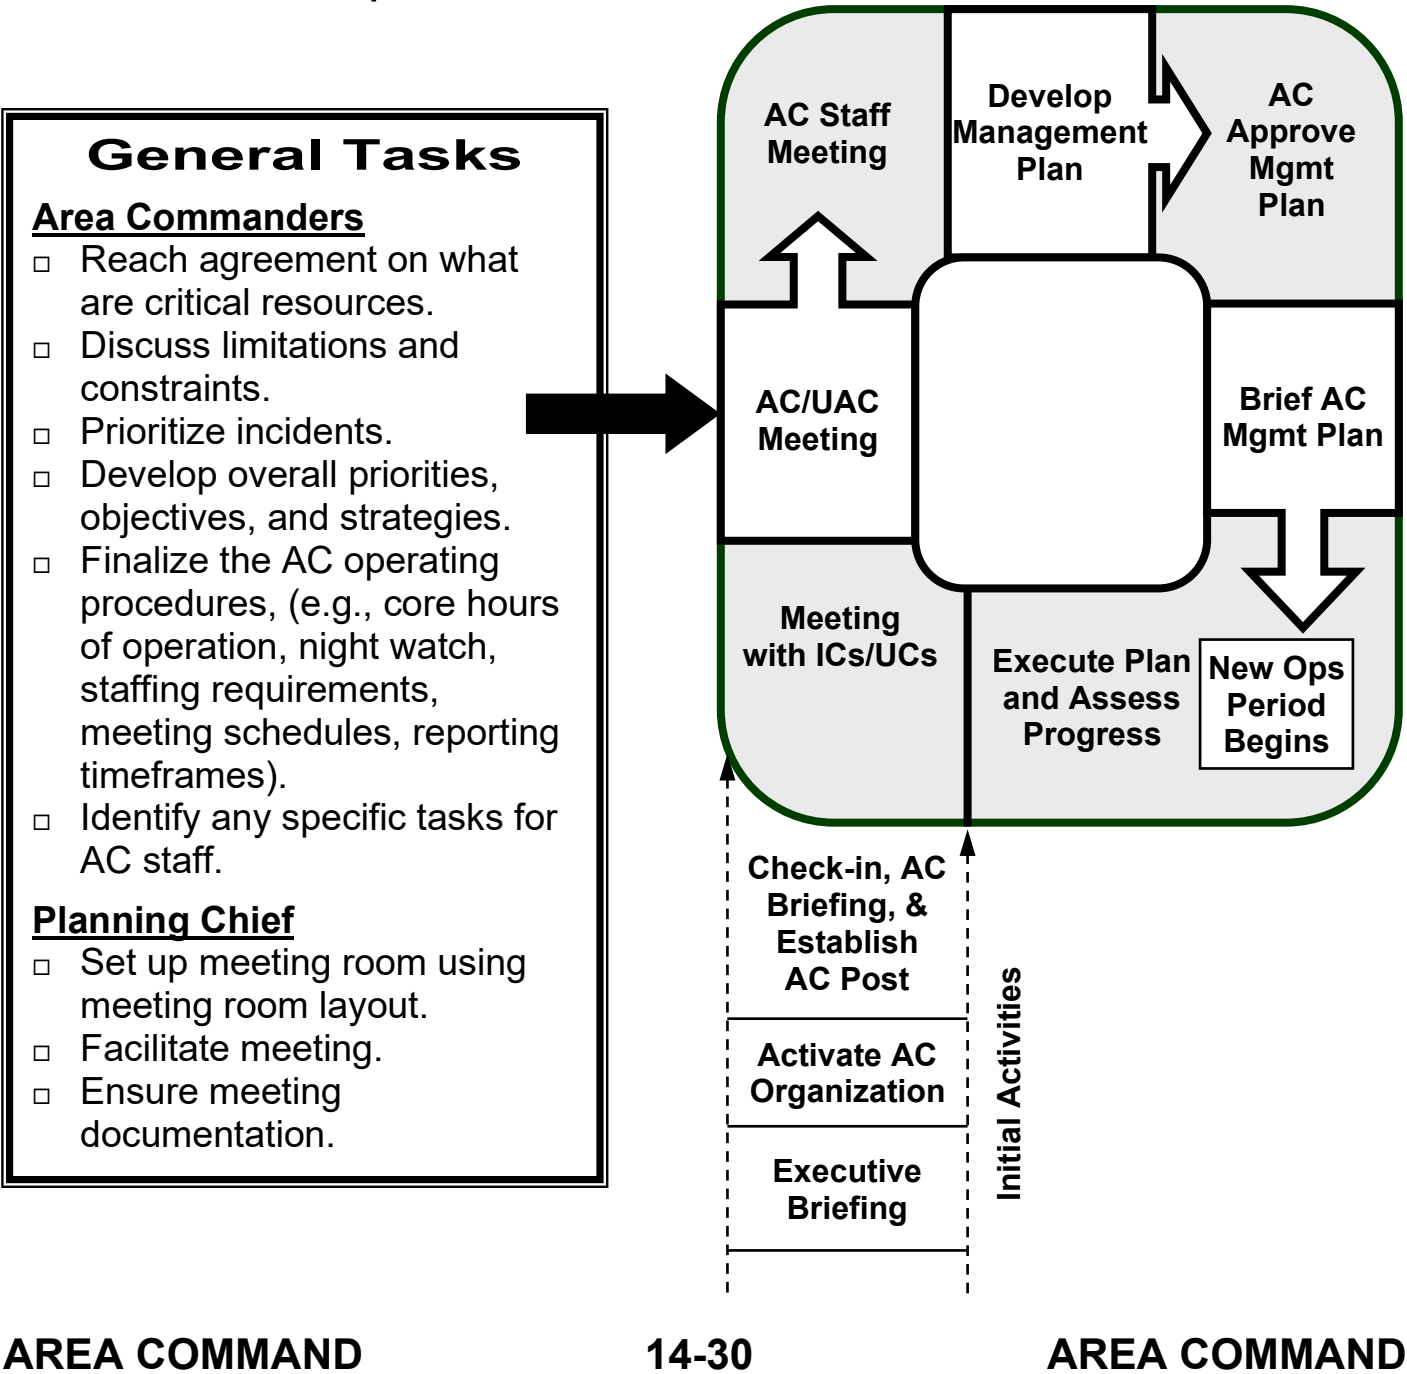 General Tasks
Area Commanders
□ Reach agreement on what
are critical resources.
□ Discuss limitations and
constraints.
□ Prioritize incidents.
□ Develop overall priorities,
objectives, and strategies.
□ Finalize the AC operating
procedures, (e.g., core hours
of operation, night watch,
staffing requirements,
meeting schedules, reporting
timeframes).
□ Identify any specific tasks for
AC staff.
Planning Chief
□ Set up meeting room using
meeting room layout.
□ Facilitate meeting.
□ Ensure meeting
documentation.
AC Staff
Meeting
Develop
Management
Plan
AC
Approve
Mgmt
Plan
AC/UAC
Meeting
Brief AC
Mgmt Plan
Meeting
with ICs/UCs
Execute Plan
and Assess
Progress
New Ops
Period
Begins
Check-in, AC
Briefing, &
Establish
AC Post
Activate AC
Organization
Executive
Briefing
Initial Activities
AREA COMMAND
14-30
AREA COMMAND